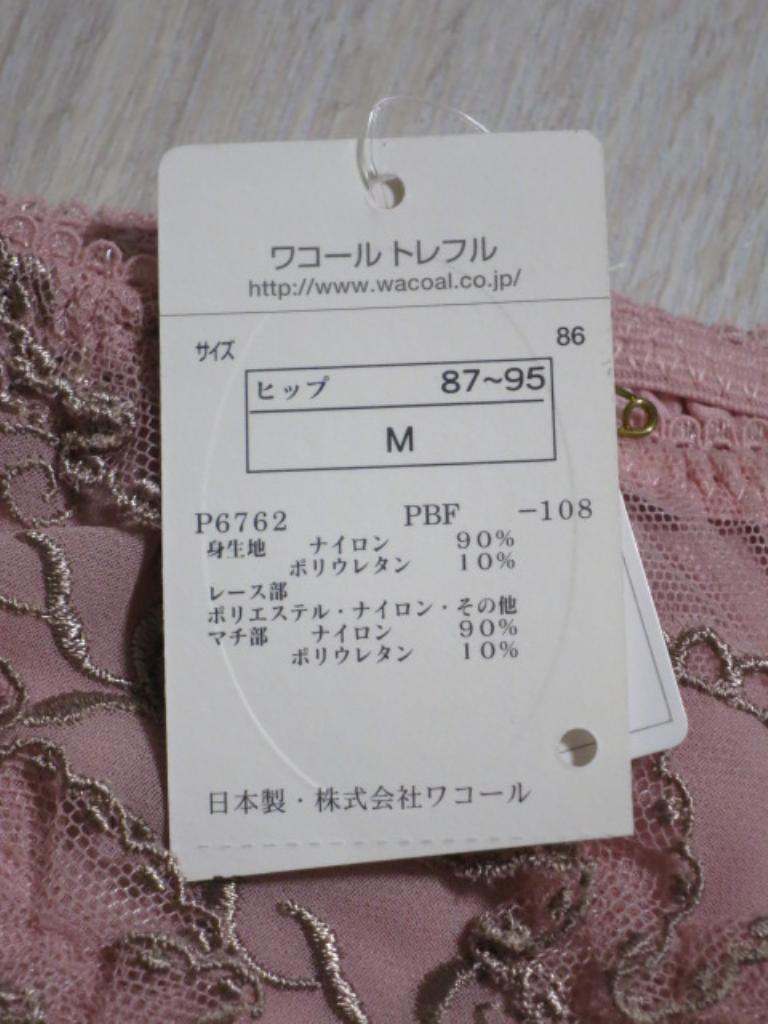 ワコール トレフル
http://www.wacoal.co.jp/
サイズ 86
ヒップ 87~95
M
P6762 PBF -108
身生地 ナイロン 90%
ポリウレタン 10%
レース部
ポリエステル・ナイロン・その他
マチ部 ナイロン 90%
ポリウレタン 10%
日本製・株式会社ワコール